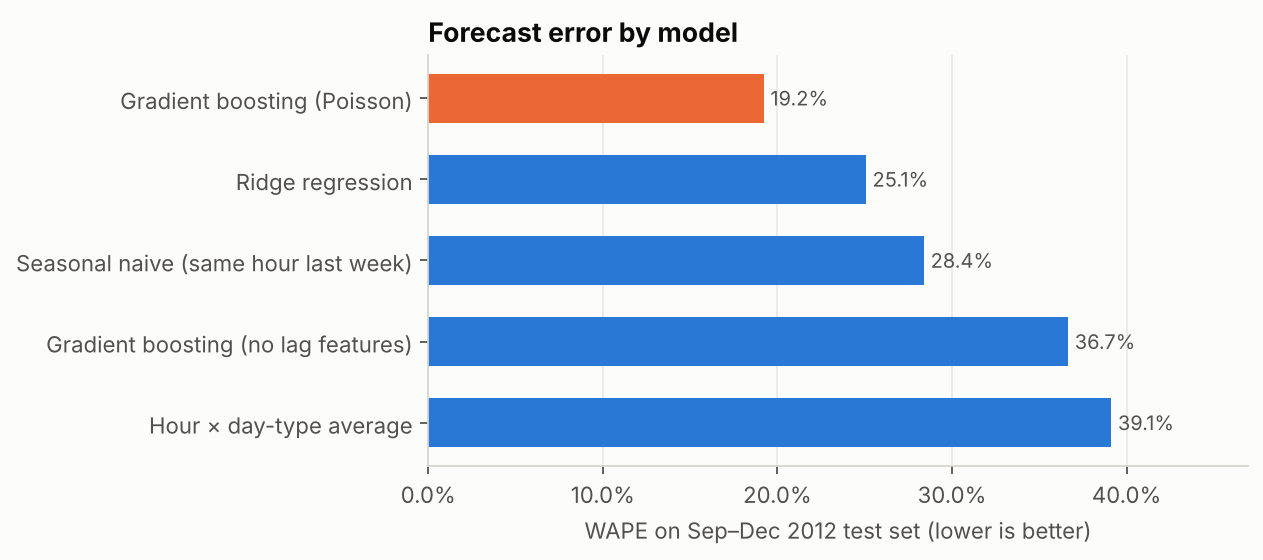 Forecast error by model
Gradient boosting (Poisson) 19.2%
Ridge regression 25.1%
Seasonal naive (same hour last week) 28.4%
Gradient boosting (no lag features) 36.7%
Hour × day-type average 39.1%
0.0% 10.0% 20.0% 30.0% 40.0%
WAPE on Sep–Dec 2012 test set (lower is better)